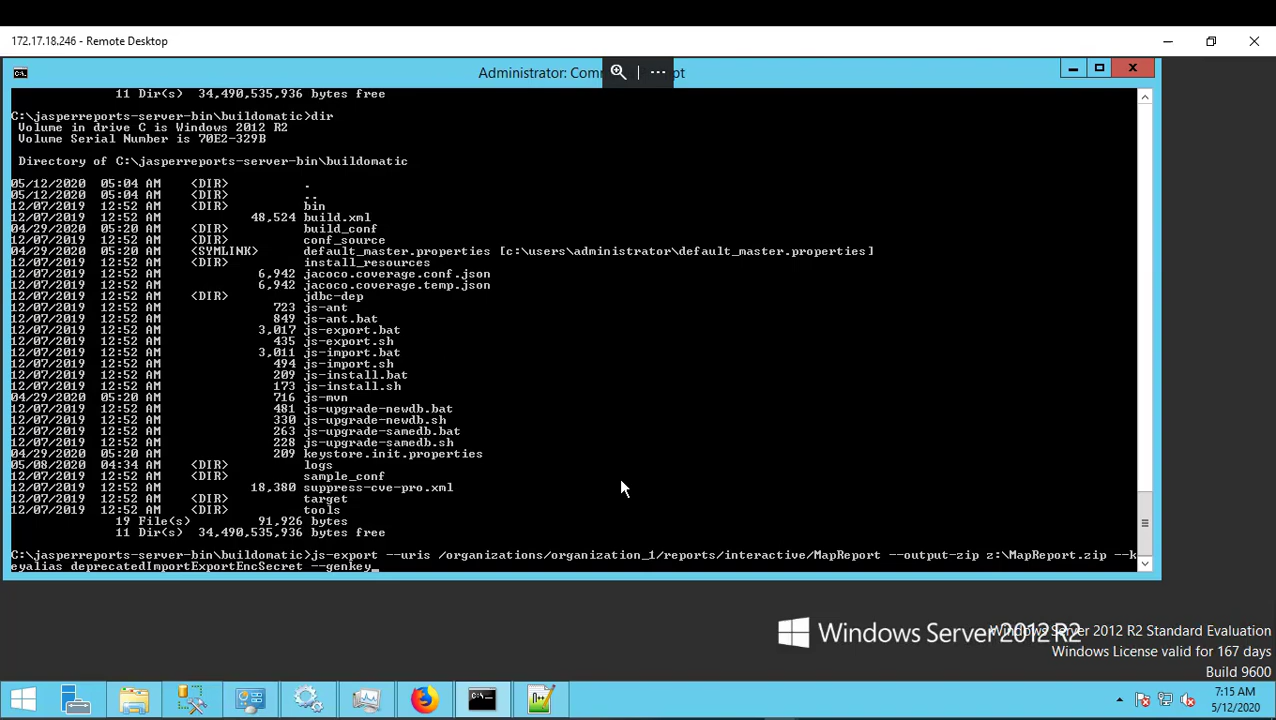 172.17.18.246 - Remote Desktop
Administrator: Comm pt
11 Dir(s)  34,490,535,936 bytes free
C:\jasperreports-server-bin\buildomatic>dir
Volume in drive C is Windows 2012 R2
Volume Serial Number is 70E2-329B
Directory of C:\jasperreports-server-bin\buildomatic
05/12/2020  05:04 AM    <DIR>          .
05/12/2020  05:04 AM    <DIR>          ..
12/07/2019  12:52 AM    <DIR>          bin
12/07/2019  12:52 AM            48,524 build.xml
04/29/2020  05:20 AM    <DIR>          build_conf
12/07/2019  12:52 AM    <DIR>          conf_source
04/29/2020  05:20 AM    <SYMLINK>      default_master.properties [c:\users\administrator\default_master.properties]
12/07/2019  12:52 AM    <DIR>          install_resources
12/07/2019  12:52 AM             6,942 jacoco.coverage.conf.json
12/07/2019  12:52 AM             6,942 jacoco.coverage.temp.json
12/07/2019  12:52 AM    <DIR>          jdbc-dep
12/07/2019  12:52 AM               723 js-ant
12/07/2019  12:52 AM               849 js-ant.bat
12/07/2019  12:52 AM             3,017 js-export.bat
12/07/2019  12:52 AM               435 js-export.sh
12/07/2019  12:52 AM             3,011 js-import.bat
12/07/2019  12:52 AM               494 js-import.sh
12/07/2019  12:52 AM               209 js-install.bat
12/07/2019  12:52 AM               173 js-install.sh
04/29/2020  05:20 AM               716 js-mvn
12/07/2019  12:52 AM               481 js-upgrade-newdb.bat
12/07/2019  12:52 AM               330 js-upgrade-newdb.sh
12/07/2019  12:52 AM               263 js-upgrade-samedb.bat
12/07/2019  12:52 AM               228 js-upgrade-samedb.sh
04/29/2020  05:20 AM               209 keystore.init.properties
05/08/2020  04:34 AM    <DIR>          logs
12/07/2019  12:52 AM    <DIR>          sample_conf
12/07/2019  12:52 AM            18,380 suppress-cve-pro.xml
12/07/2019  12:52 AM    <DIR>          target
12/07/2019  12:52 AM    <DIR>          tools
19 File(s)         91,926 bytes
11 Dir(s)  34,490,535,936 bytes free
C:\jasperreports-server-bin\buildomatic>js-export --uris /organizations/organization_1/reports/interactive/MapReport --output-zip z:\MapReport.zip --k
eyalias deprecatedImportExportEncSecret --genkey
Windows Server 2012 R2
Windows Server 2012 R2 Standard Evaluation
Windows License valid for 167 days
Build 9600
7:15 AM
5/12/2020